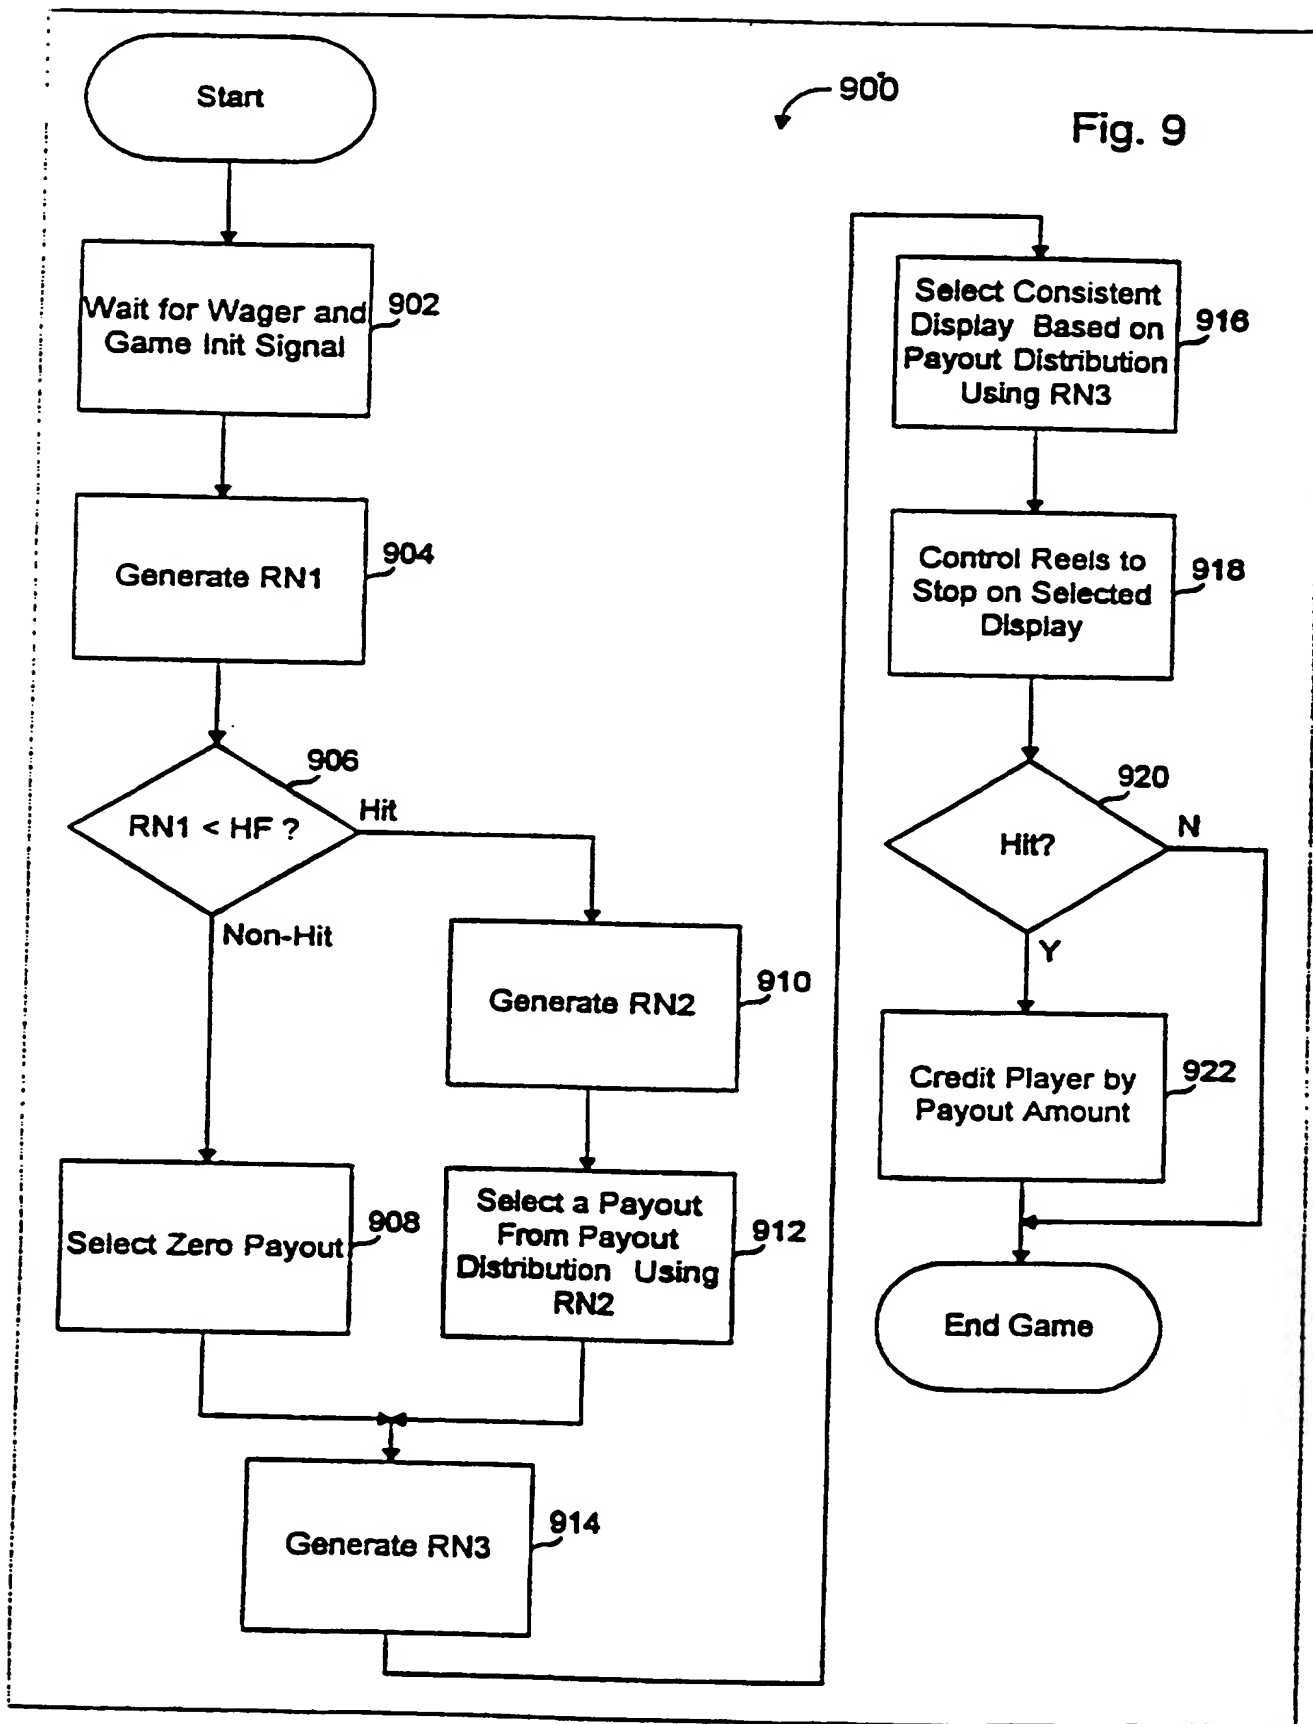 900
Fig. 9
Start
Wait for Wager and
Game Init Signal
902
Generate RN1
904
RN1 < HF ?
906
Hit
Non-Hit
Generate RN2
910
Select Zero Payout
908
Select a Payout
From Payout
Distribution Using
RN2
912
Generate RN3
914
Select Consistent
Display Based on
Payout Distribution
Using RN3
916
Control Reels to
Stop on Selected
Display
918
Hit?
920
N
Y
Credit Player by
Payout Amount
922
End Game